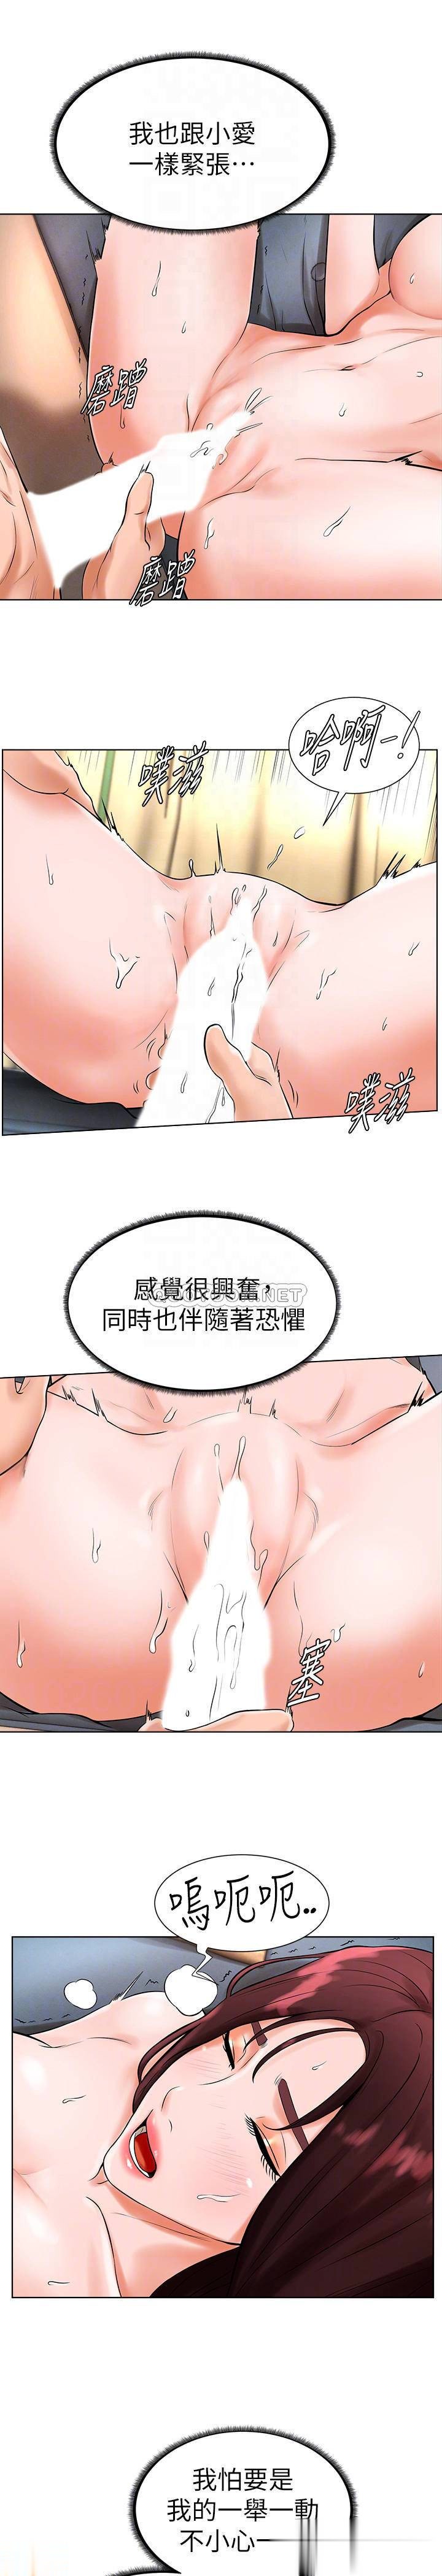 我也跟小愛
一樣緊張…
磨蹭
磨蹭
哈啊—!
噗滋
噗滋
感覺很興奮,
同時也伴隨著恐懼
塞
嗚呃呃..
我怕要是
我的一舉一動
不小心—